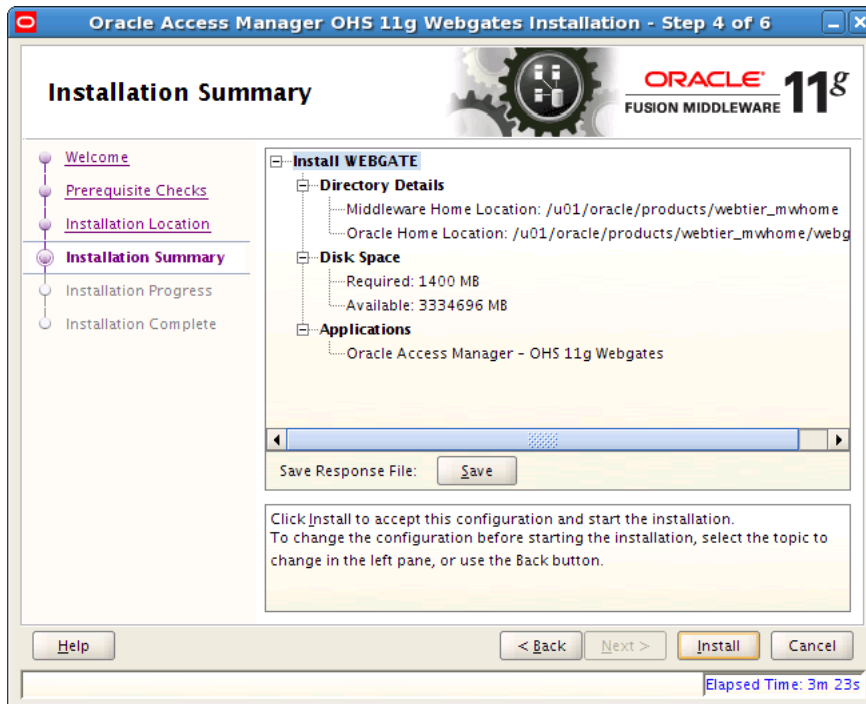 Oracle Access Manager OHS 11g Webgates Installation - Step 4 of 6
Installation Summary
ORACLE®
FUSION MIDDLEWARE 11g
Welcome
Prerequisite Checks
Installation Location
Installation Summary
Installation Progress
Installation Complete
Install WEBGATE
Directory Details
Middleware Home Location: /u01/oracle/products/webtier_mwhome
Oracle Home Location: /u01/oracle/products/webtier_mwhome/webg
Disk Space
Required: 1400 MB
Available: 3334696 MB
Applications
Oracle Access Manager - OHS 11g Webgates
Save Response File: Save
Click Install to accept this configuration and start the installation.
To change the configuration before starting the installation, select the topic to
change in the left pane, or use the Back button.
Help < Back Next > Install Cancel
Elapsed Time: 3m 23s